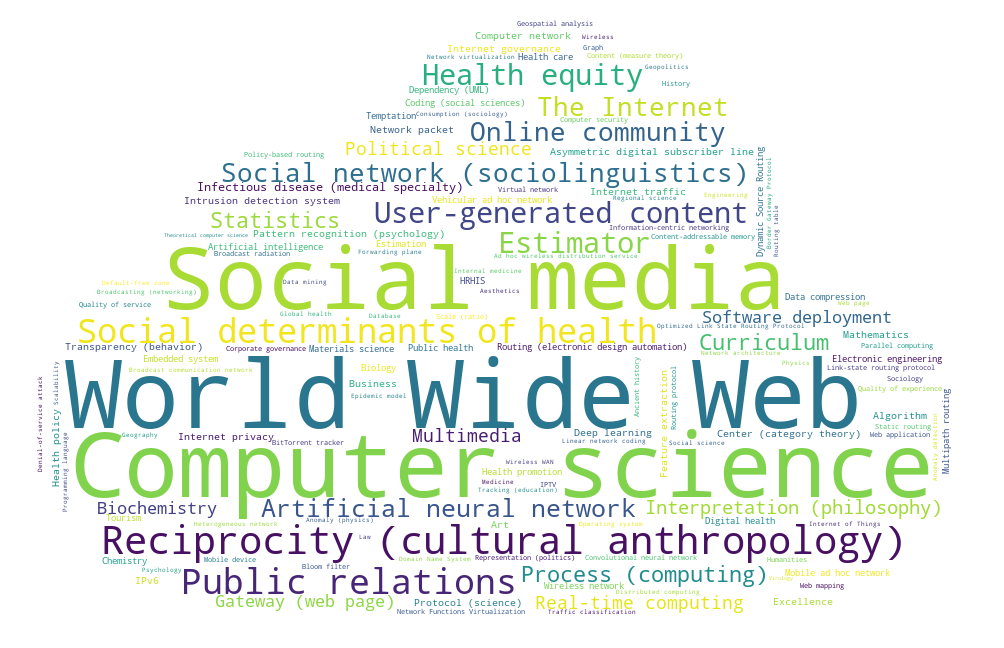 Geospatial analysis
Computer network
Wireless
Internet governance
Graph
Network virtualization
Health care
Content (measure theory)
Health equity
Geopolitics
History
Dependency (UML)
Coding (social sciences)
The Internet
Temptation
Consumption (sociology)
Computer security
Network packet
Online community
Political science
Asymmetric digital subscriber line
Policy-based routing
Social network (sociolinguistics)
Dynamic Source Routing
Border Gateway Protocol
Routing table
Infectious disease (medical specialty)
Virtual network
Internet traffic
Engineering
Intrusion detection system
Vehicular ad hoc network
Regional science
Statistics
User-generated content
Information-centric networking
Theoretical computer science
Pattern recognition (psychology)
Estimator
Content-addressable memory
Artificial intelligence
Estimation
Broadcast radiation
Forwarding plane
Ad hoc wireless distribution service
Social media
Internal medicine
Default-free zone
Data mining
HRHIS
Broadcasting (networking)
Aesthetics
Data compression
Quality of service
Web page
Global health
Database
Scale (ratio)
Software deployment
Social determinants of health
Optimized Link State Routing Protocol
Curriculum
Mathematics
Transparency (behavior)
Corporate governance
Materials science
Public health
Routing (electronic design automation)
Parallel computing
Embedded system
Network architecture
Electronic engineering
Broadcast communication network
Biology
Physics
Link-state routing protocol
World Wide Web
Business
Ancient history
Feature extraction
Routing protocol
Sociology
Quality of experience
Epidemic model
Denial-of-service attack
Health policy
Scalability
Programming language
Algorithm
Static routing
Anomaly detection
Multipath routing
Geography
Internet privacy
BitTorrent tracker
Multimedia
Deep learning
Linear network coding
Social science
Center (category theory)
Web application
Computer science
Wireless WAN
Health promotion
Medicine
IPTV
Tracking (education)
Biochemistry
Artificial neural network
Interpretation (philosophy)
Tourism
Heterogeneous network
Anomaly (physics)
Art
Operating system
Digital health
Internet of Things
Reciprocity (cultural anthropology)
Law
Chemistry
Mobile device
Domain Name System
Representation (politics)
Convolutional neural network
Humanities
Psychology
Bloom filter
IPv6
Public relations
Process (computing)
Virology
Mobile ad hoc network
Wireless network
Web mapping
Distributed computing
Gateway (web page)
Protocol (science)
Real-time computing
Excellence
Network Functions Virtualization
Traffic classification